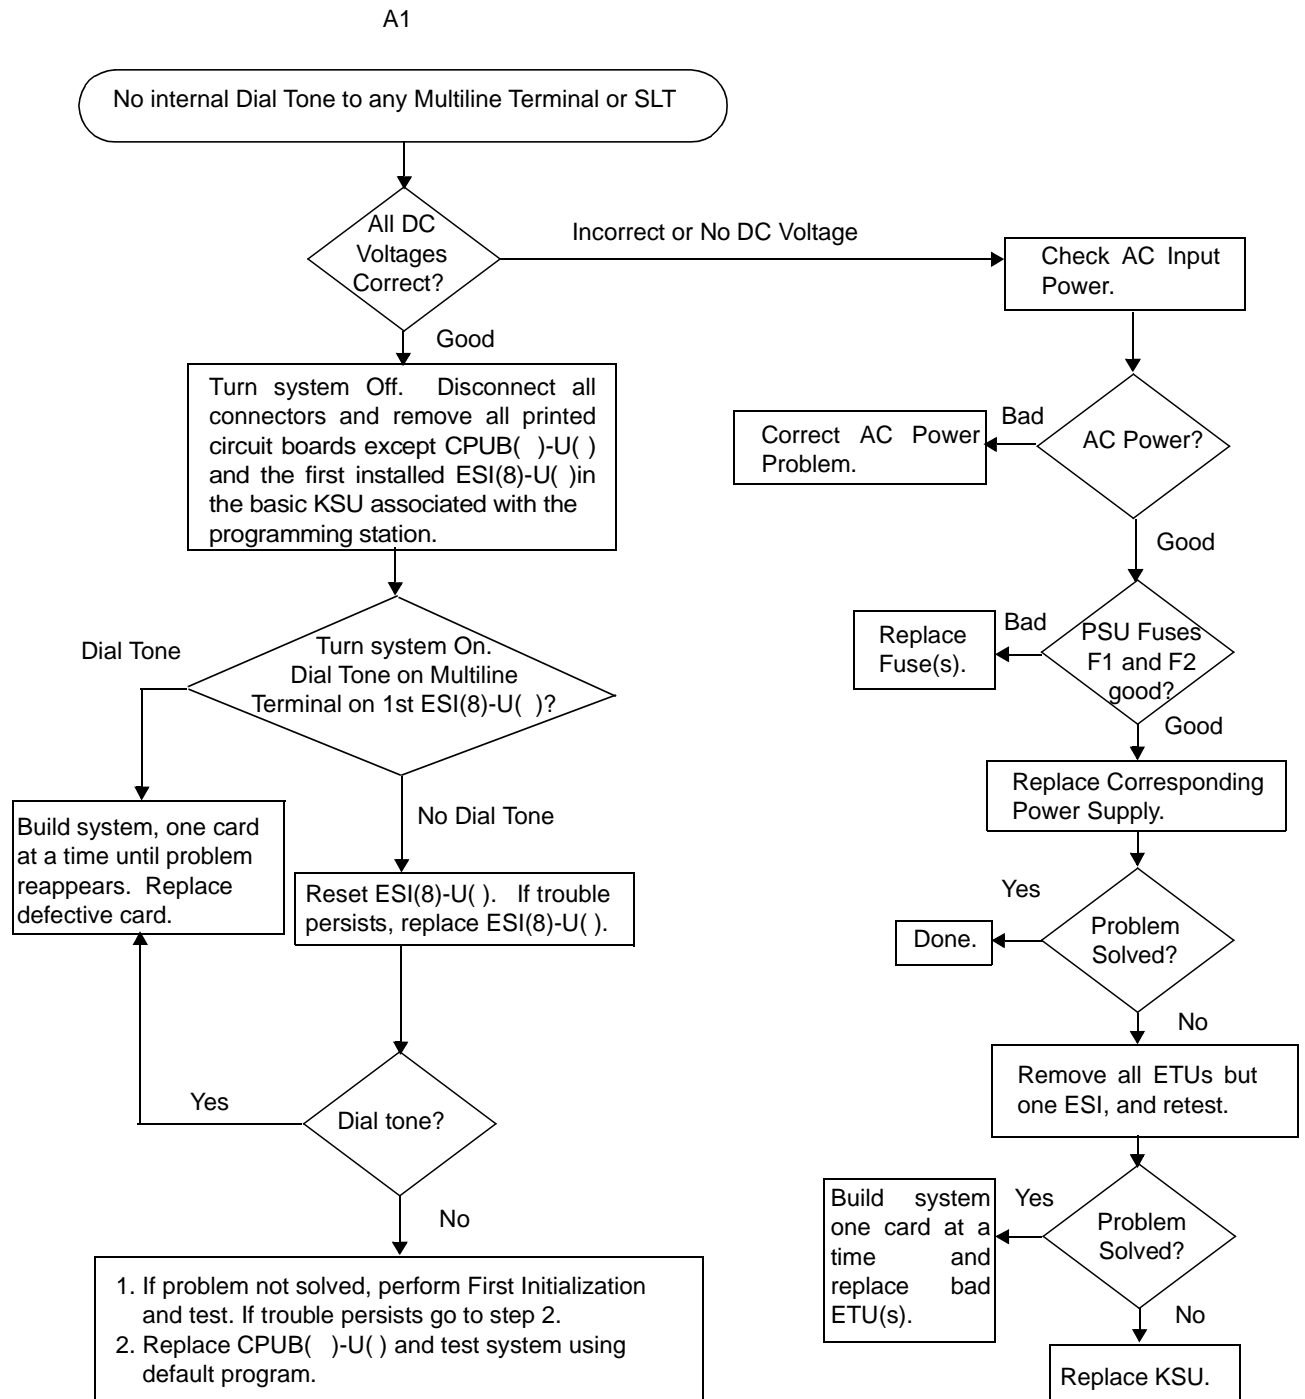 A1
No internal Dial Tone to any Multiline Terminal or SLT
All DC
Voltages
Correct?
Incorrect or No DC Voltage
Check AC Input
Power.
Good
Turn system Off. Disconnect all
connectors and remove all printed
circuit boards except CPUB( )-U( )
and the first installed ESI(8)-U( )in
the basic KSU associated with the
programming station.
AC Power?
Bad
Correct AC Power
Problem.
Good
PSU Fuses
F1 and F2
good?
Bad
Replace
Fuse(s).
Good
Turn system On.
Dial Tone on Multiline
Terminal on 1st ESI(8)-U( )?
Dial Tone
Build system, one card
at a time until problem
reappears. Replace
defective card.
No Dial Tone
Reset ESI(8)-U( ). If trouble
persists, replace ESI(8)-U( ).
Replace Corresponding
Power Supply.
Yes
Problem
Solved?
Done.
No
Remove all ETUs but
one ESI, and retest.
Yes
Dial tone?
No
Yes
Problem
Solved?
Build system
one card at a
time and
replace bad
ETU(s).
No
Replace KSU.
1. If problem not solved, perform First Initialization
and test. If trouble persists go to step 2.
2. Replace CPUB( )-U( ) and test system using
default program.